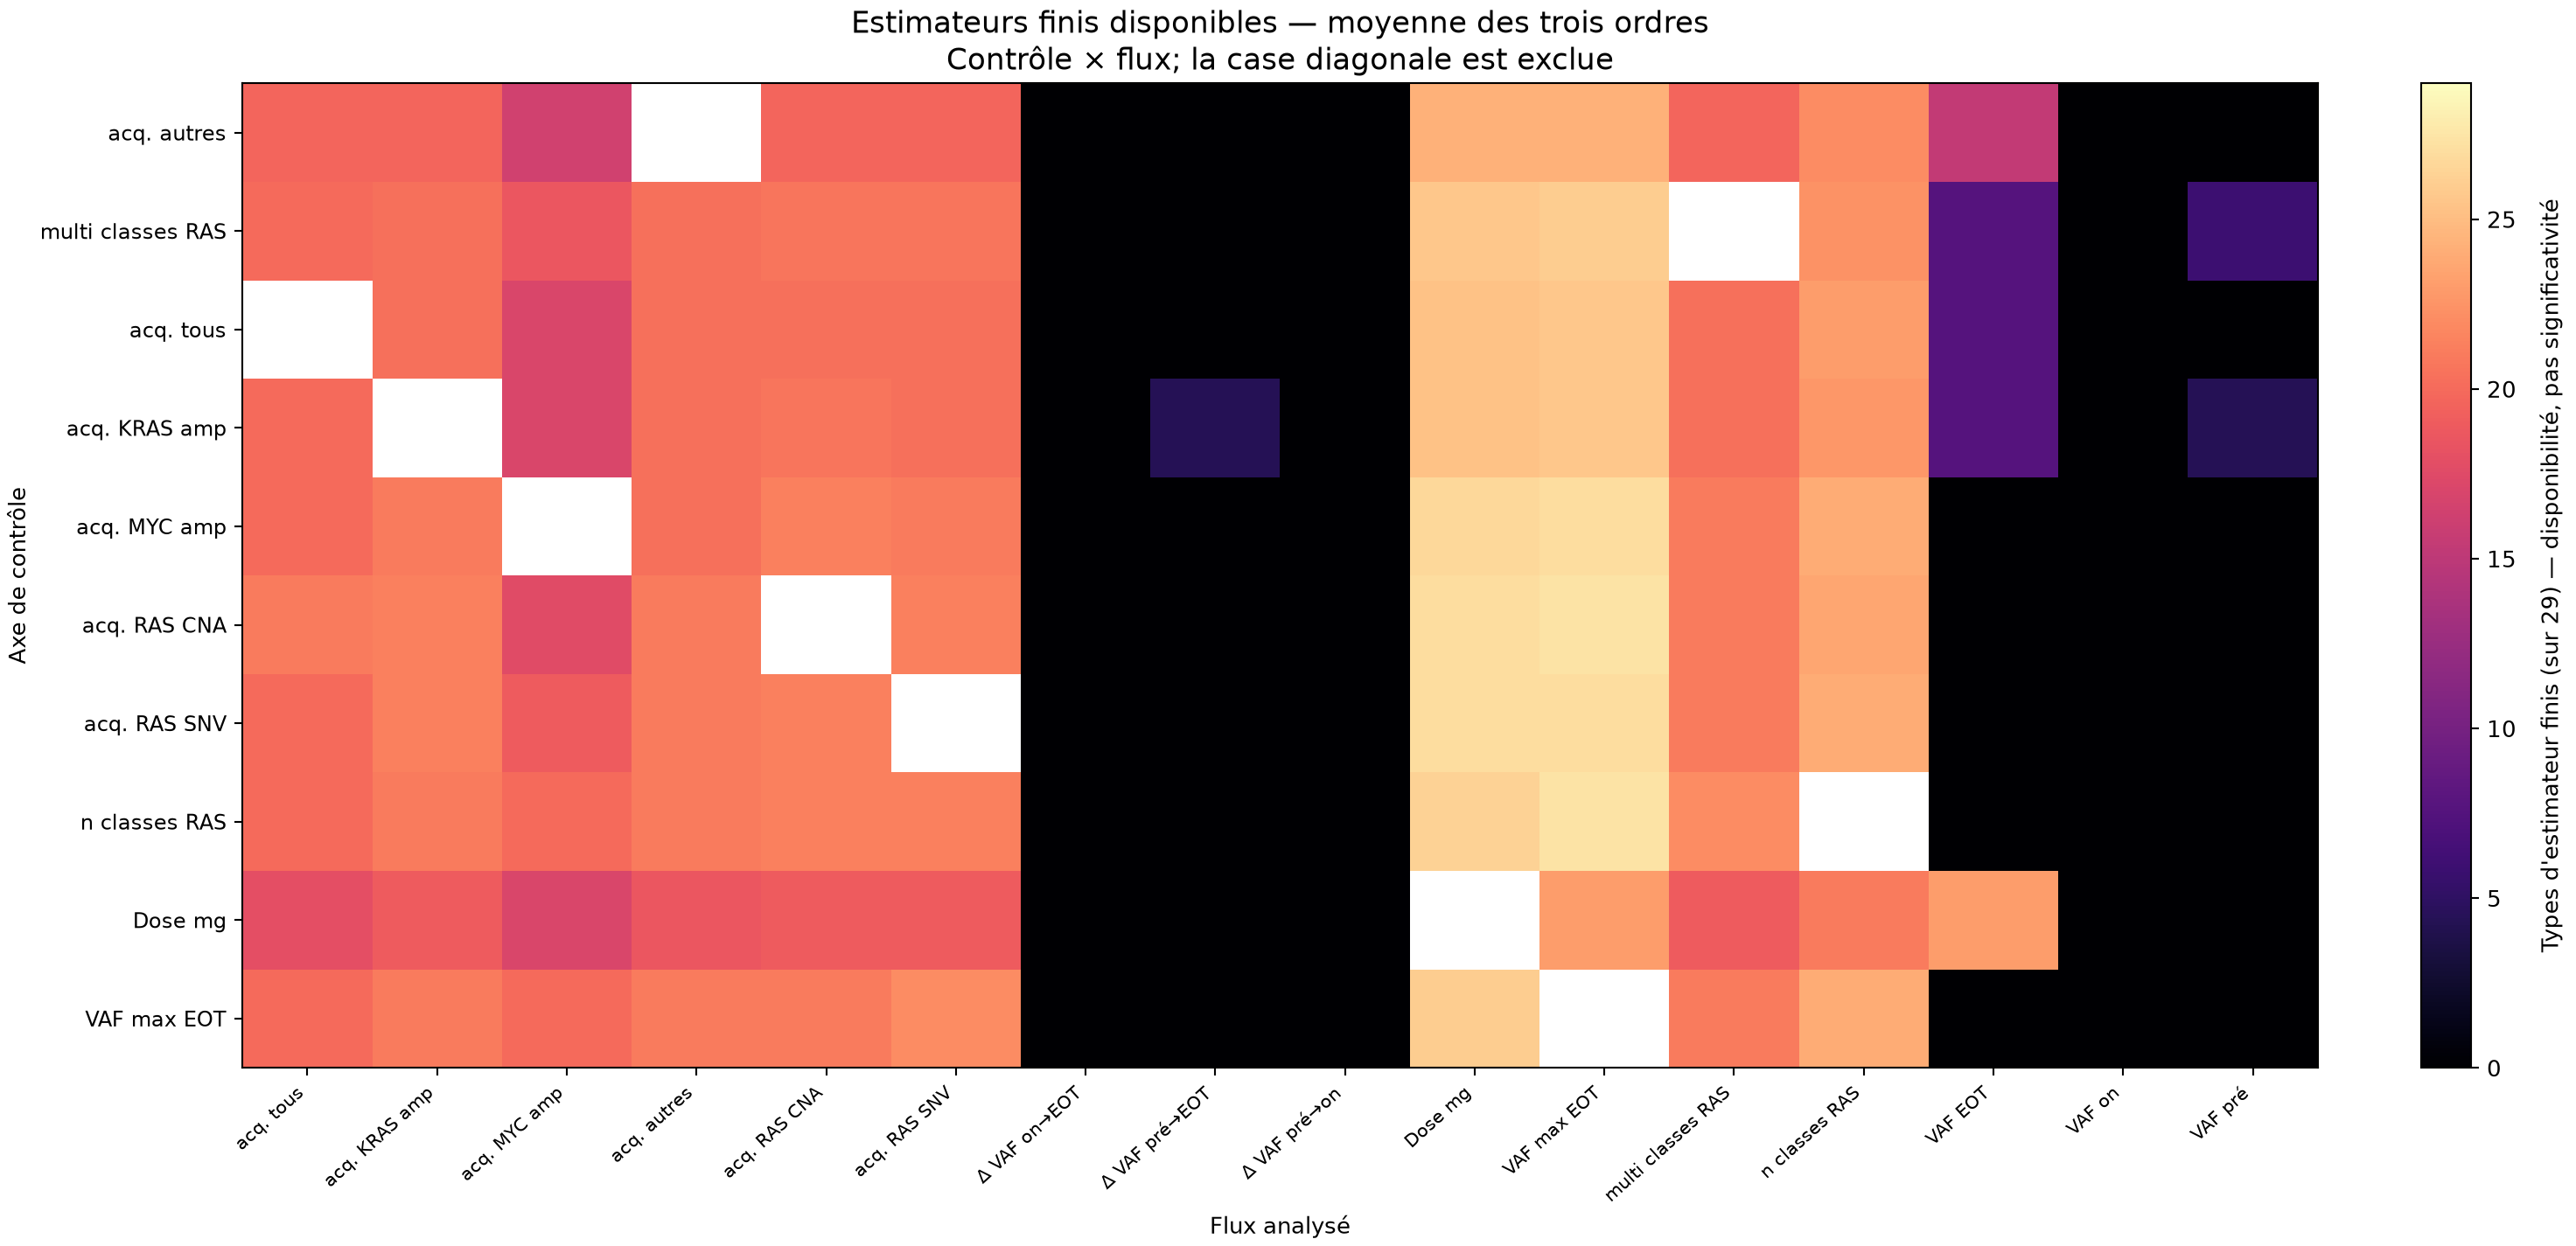 Estimateurs finis disponibles — moyenne des trois ordres
Contrôle × flux; la case diagonale est exclue
Axe de contrôle
acq. autres
multi classes RAS
acq. tous
acq. KRAS amp
acq. MYC amp
acq. RAS CNA
acq. RAS SNV
n classes RAS
Dose mg
VAF max EOT
acq. tous
acq. KRAS amp
acq. MYC amp
acq. autres
acq. RAS CNA
acq. RAS SNV
Δ VAF on→EOT
Δ VAF pré→EOT
Δ VAF pré→on
Dose mg
VAF max EOT
multi classes RAS
n classes RAS
VAF EOT
VAF on
VAF pré
Flux analysé
25
20
15
10
5
0
Types d'estimateur finis (sur 29) — disponibilité, pas significativité